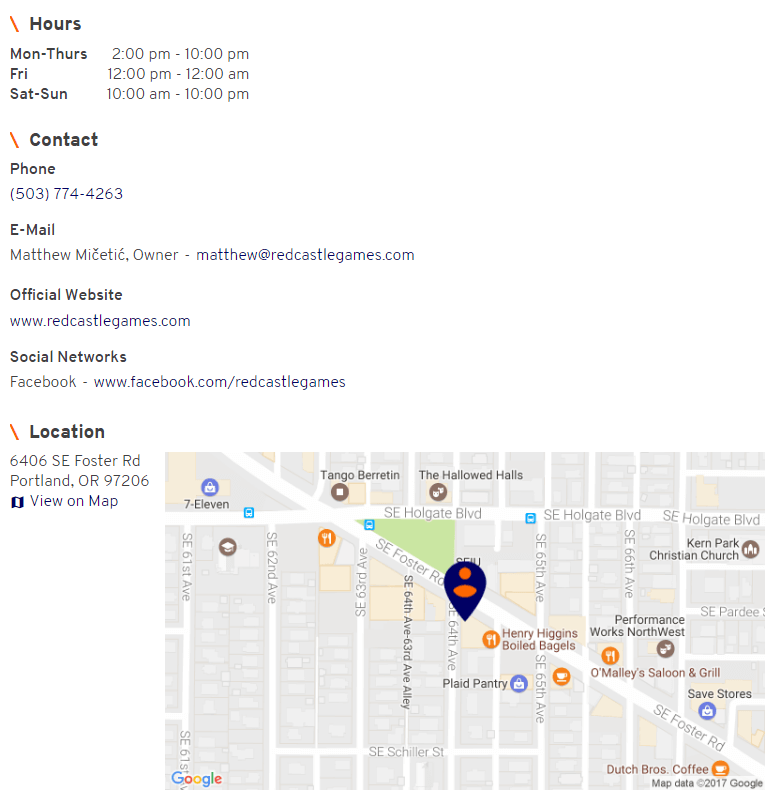 \ Hours
Mon-Thurs 2:00 pm - 10:00 pm
Fri 12:00 pm - 12:00 am
Sat-Sun 10:00 am - 10:00 pm
\ Contact
Phone
(503) 774-4263
E-Mail
Matthew Mičetić, Owner - matthew@redcastlegames.com
Official Website
www.redcastlegames.com
Social Networks
Facebook - www.facebook.com/redcastlegames
\ Location
6406 SE Foster Rd
Portland, OR 97206
View on Map
Tango Berretin
The Hallowed Halls
7-Eleven
SE Holgate Blvd
SE Holgate Blvd
SE Holgate Blvd
Kern Park
Christian Church
SE 61st Ave
SE 62nd Ave
SE 63rd Ave
SE Foster Rd
SEIU
SE 65th Ave
SE 66th Ave
SE 64th Ave-63rd Ave Alley
SE 64th Ave
SE Pardee S
Performance
Works NorthWest
Henry Higgins
Boiled Bagels
O'Malley's Saloon & Grill
Plaid Pantry
SE 65th Ave
Save Stores
SE Foster Rd
SE 61st
SE Schiller St
Dutch Bros. Coffee
Google
Map data ©2017 Google